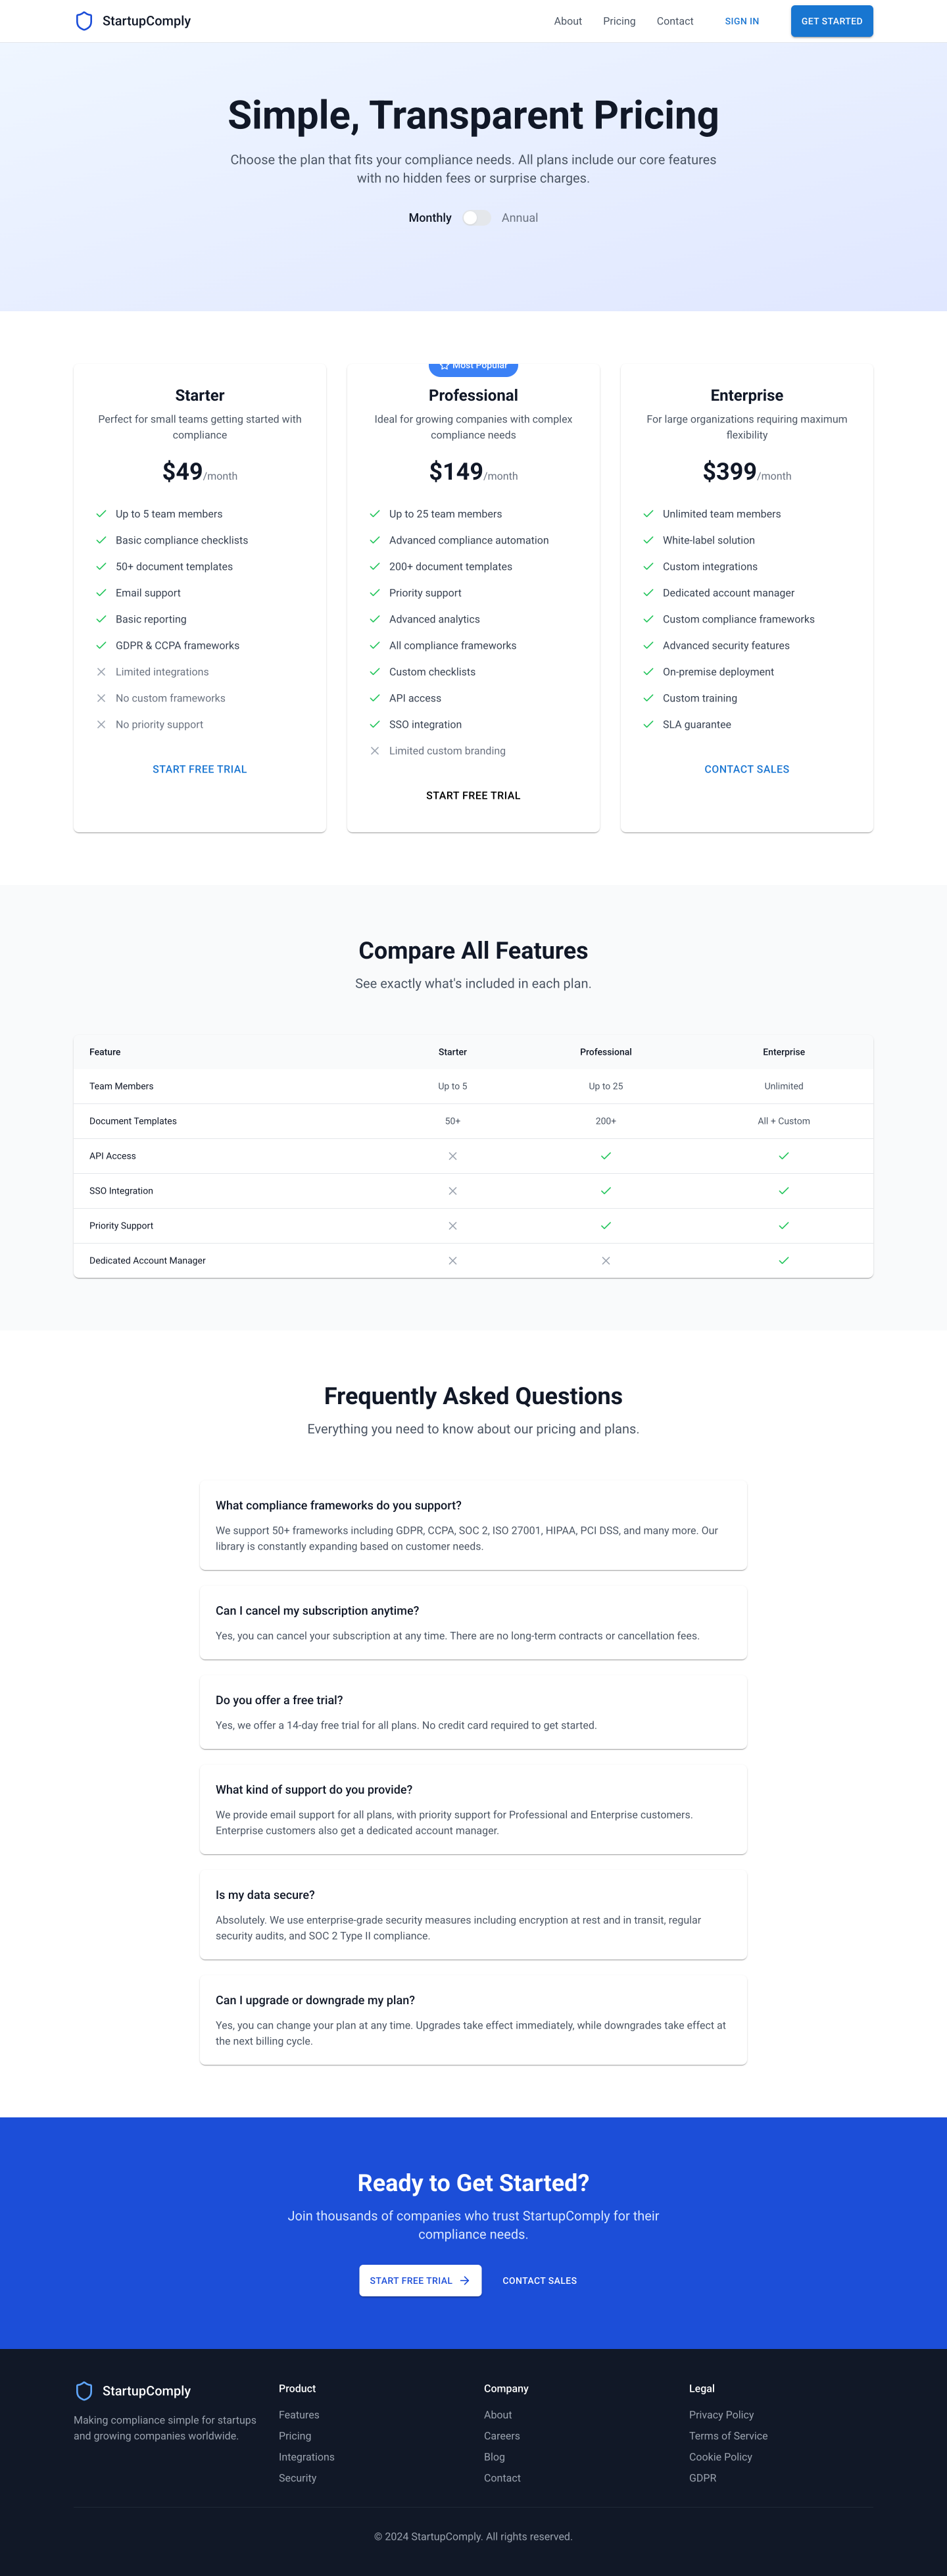 StartupComply
About
Pricing
Contact
SIGN IN
GET STARTED
Simple, Transparent Pricing
Choose the plan that fits your compliance needs. All plans include our core features
with no hidden fees or surprise charges.
Monthly
Annual
Starter
Perfect for small teams getting started with
compliance
$49/month
Up to 5 team members
Basic compliance checklists
50+ document templates
Email support
Basic reporting
GDPR & CCPA frameworks
Limited integrations
No custom frameworks
No priority support
START FREE TRIAL
Most Popular
Professional
Ideal for growing companies with complex
compliance needs
$149/month
Up to 25 team members
Advanced compliance automation
200+ document templates
Priority support
Advanced analytics
All compliance frameworks
Custom checklists
API access
SSO integration
Limited custom branding
START FREE TRIAL
Enterprise
For large organizations requiring maximum
flexibility
$399/month
Unlimited team members
White-label solution
Custom integrations
Dedicated account manager
Custom compliance frameworks
Advanced security features
On-premise deployment
Custom training
SLA guarantee
CONTACT SALES
Compare All Features
See exactly what's included in each plan.
Feature Starter Professional Enterprise
Team Members Up to 5 Up to 25 Unlimited
Document Templates 50+ 200+ All + Custom
API Access
SSO Integration
Priority Support
Dedicated Account Manager
Frequently Asked Questions
Everything you need to know about our pricing and plans.
What compliance frameworks do you support?
We support 50+ frameworks including GDPR, CCPA, SOC 2, ISO 27001, HIPAA, PCI DSS, and many more. Our
library is constantly expanding based on customer needs.
Can I cancel my subscription anytime?
Yes, you can cancel your subscription at any time. There are no long-term contracts or cancellation fees.
Do you offer a free trial?
Yes, we offer a 14-day free trial for all plans. No credit card required to get started.
What kind of support do you provide?
We provide email support for all plans, with priority support for Professional and Enterprise customers.
Enterprise customers also get a dedicated account manager.
Is my data secure?
Absolutely. We use enterprise-grade security measures including encryption at rest and in transit, regular
security audits, and SOC 2 Type II compliance.
Can I upgrade or downgrade my plan?
Yes, you can change your plan at any time. Upgrades take effect immediately, while downgrades take effect at
the next billing cycle.
Ready to Get Started?
Join thousands of companies who trust StartupComply for their
compliance needs.
START FREE TRIAL
CONTACT SALES
StartupComply
Making compliance simple for startups
and growing companies worldwide.
Product
Features
Pricing
Integrations
Security
Company
About
Careers
Blog
Contact
Legal
Privacy Policy
Terms of Service
Cookie Policy
GDPR
© 2024 StartupComply. All rights reserved.